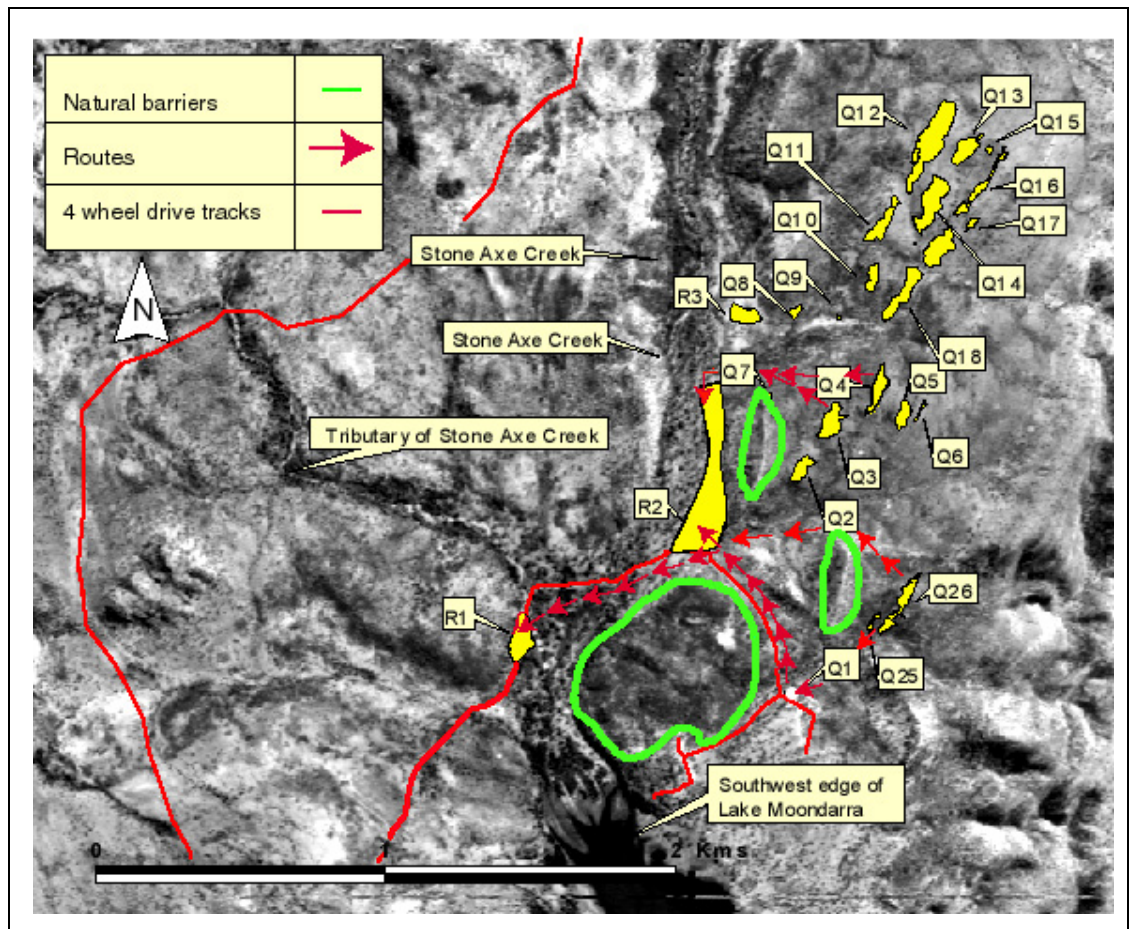 Natural barriers
Routes
4 wheel drive tracks
N
Stone Axe Creek
Stone Axe Creek
Tributary of Stone Axe Creek
Q12
Q13
Q15
Q11
Q16
Q10
Q17
Q9
Q8
R3
Q14
Q18
Q7
Q4
Q5
Q6
Q3
R2
Q2
Q26
R1
Q1
Q25
Southwest edge of
Lake Moondarra
0 1 2 Kms